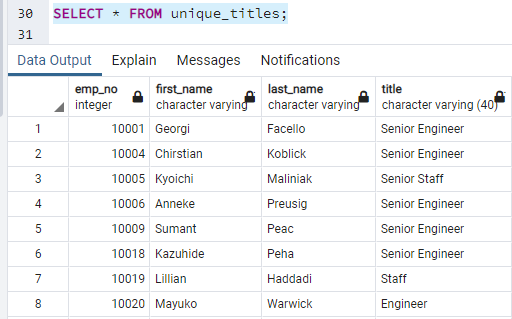 30 SELECT * FROM unique_titles;
31
Data Output Explain Messages Notifications
emp_no first_name last_name title
integer character varying character varying character varying (40)
1 10001 Georgi Facello Senior Engineer
2 10004 Chirstian Koblick Senior Engineer
3 10005 Kyoichi Maliniak Senior Staff
4 10006 Anneke Preusig Senior Engineer
5 10009 Sumant Peac Senior Engineer
6 10018 Kazuhide Peha Senior Engineer
7 10019 Lillian Haddadi Staff
8 10020 Mayuko Warwick Engineer